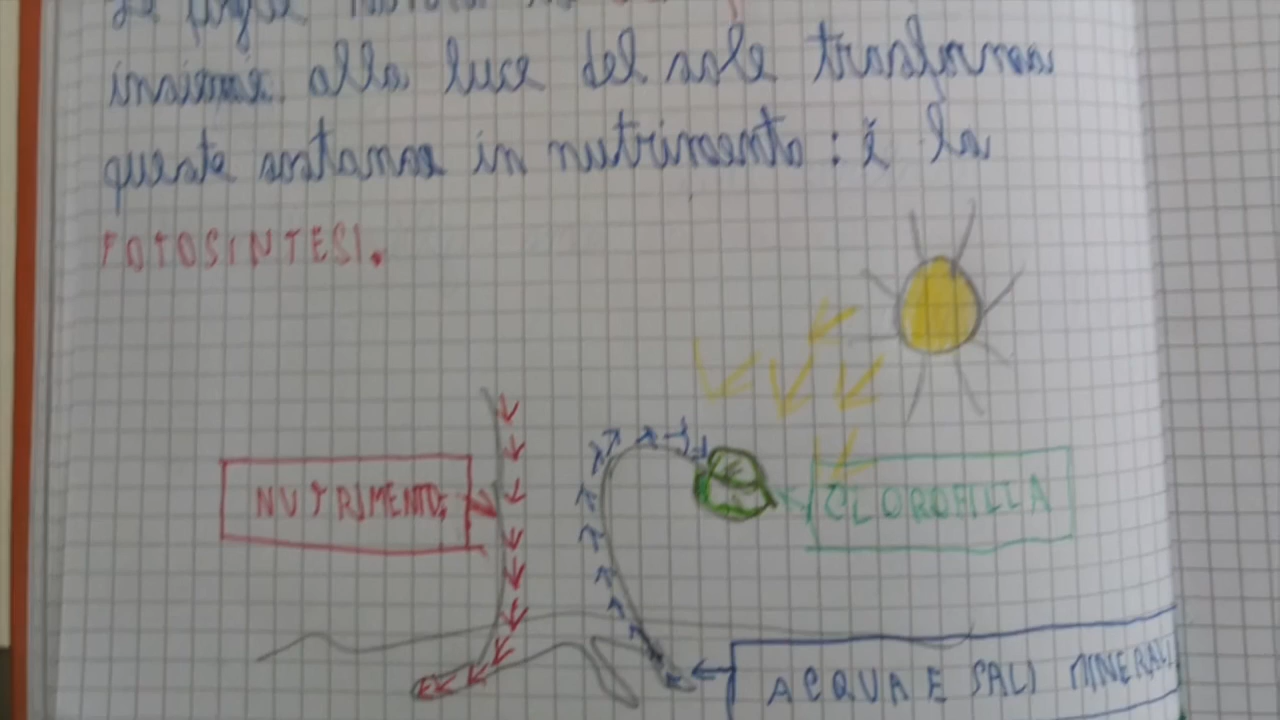 insieme alla luce del sole trasforma
queste sostanze in nutrimento: è la
FOTOSINTESI.
NUTRIMENTO
CLOROFILLA
ACQUA E SALI MINERALI